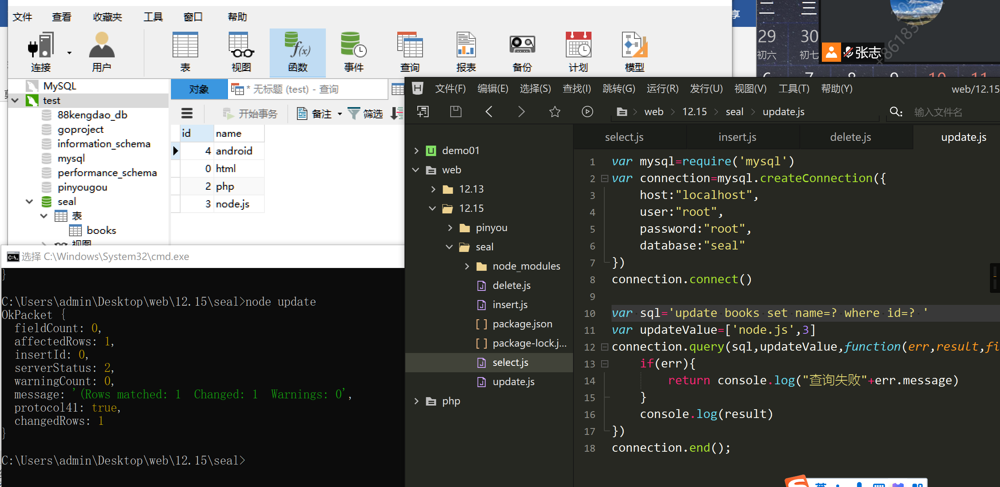 文件 查看 收藏夹 工具 窗口 帮助
连接 用户 表 视图 函数 事件 查询 报表 备份 计划 模型
MySQL
test
88kengdao_db
goproject
information_schema
mysql
performance_schema
pinyougou
seal
表
books
视图
对象 * 无标题 (test) - 查询
开始事务 备注 筛选
id name
4 android
0 html
2 php
3 node.js
享
二 三
29 30
初六 初七
6 7 8 9 10 11
张志
选择 C:\Windows\System32\cmd.exe
}
C:\Users\admin\Desktop\web\12.15\seal>node update
OkPacket {
fieldCount: 0,
affectedRows: 1,
insertId: 0,
serverStatus: 2,
warningCount: 0,
message: '(Rows matched: 1  Changed: 1  Warnings: 0',
protocol41: true,
changedRows: 1
}
C:\Users\admin\Desktop\web\12.15\seal>
H 文件(F) 编辑(E) 选择(S) 查找(I) 跳转(G) 运行(R) 发行(U) 视图(V) 工具(T) 帮助(Y) web/12.15
web > 12.15 > seal > update.js 输入文件名
demo01
web
12.13
12.15
pinyou
seal
node_modules
delete.js
insert.js
[ ] package.json
[ ] package-lock.j...
select.js
update.js
php
select.js insert.js delete.js update.js
1 var mysql=require('mysql')
2 var connection=mysql.createConnection({
3 host:"localhost",
4 user:"root",
5 password:"root",
6 database:"seal"
7 })
8 connection.connect()
9
10 var sql='update books set name=? where id=? '
11 var updateValue=['node.js',3]
12 connection.query(sql,updateValue,function(err,result,fi
13 if(err){
14 return console.log("查询失败"+err.message)
15 }
16 console.log(result)
17 })
18 connection.end();
英